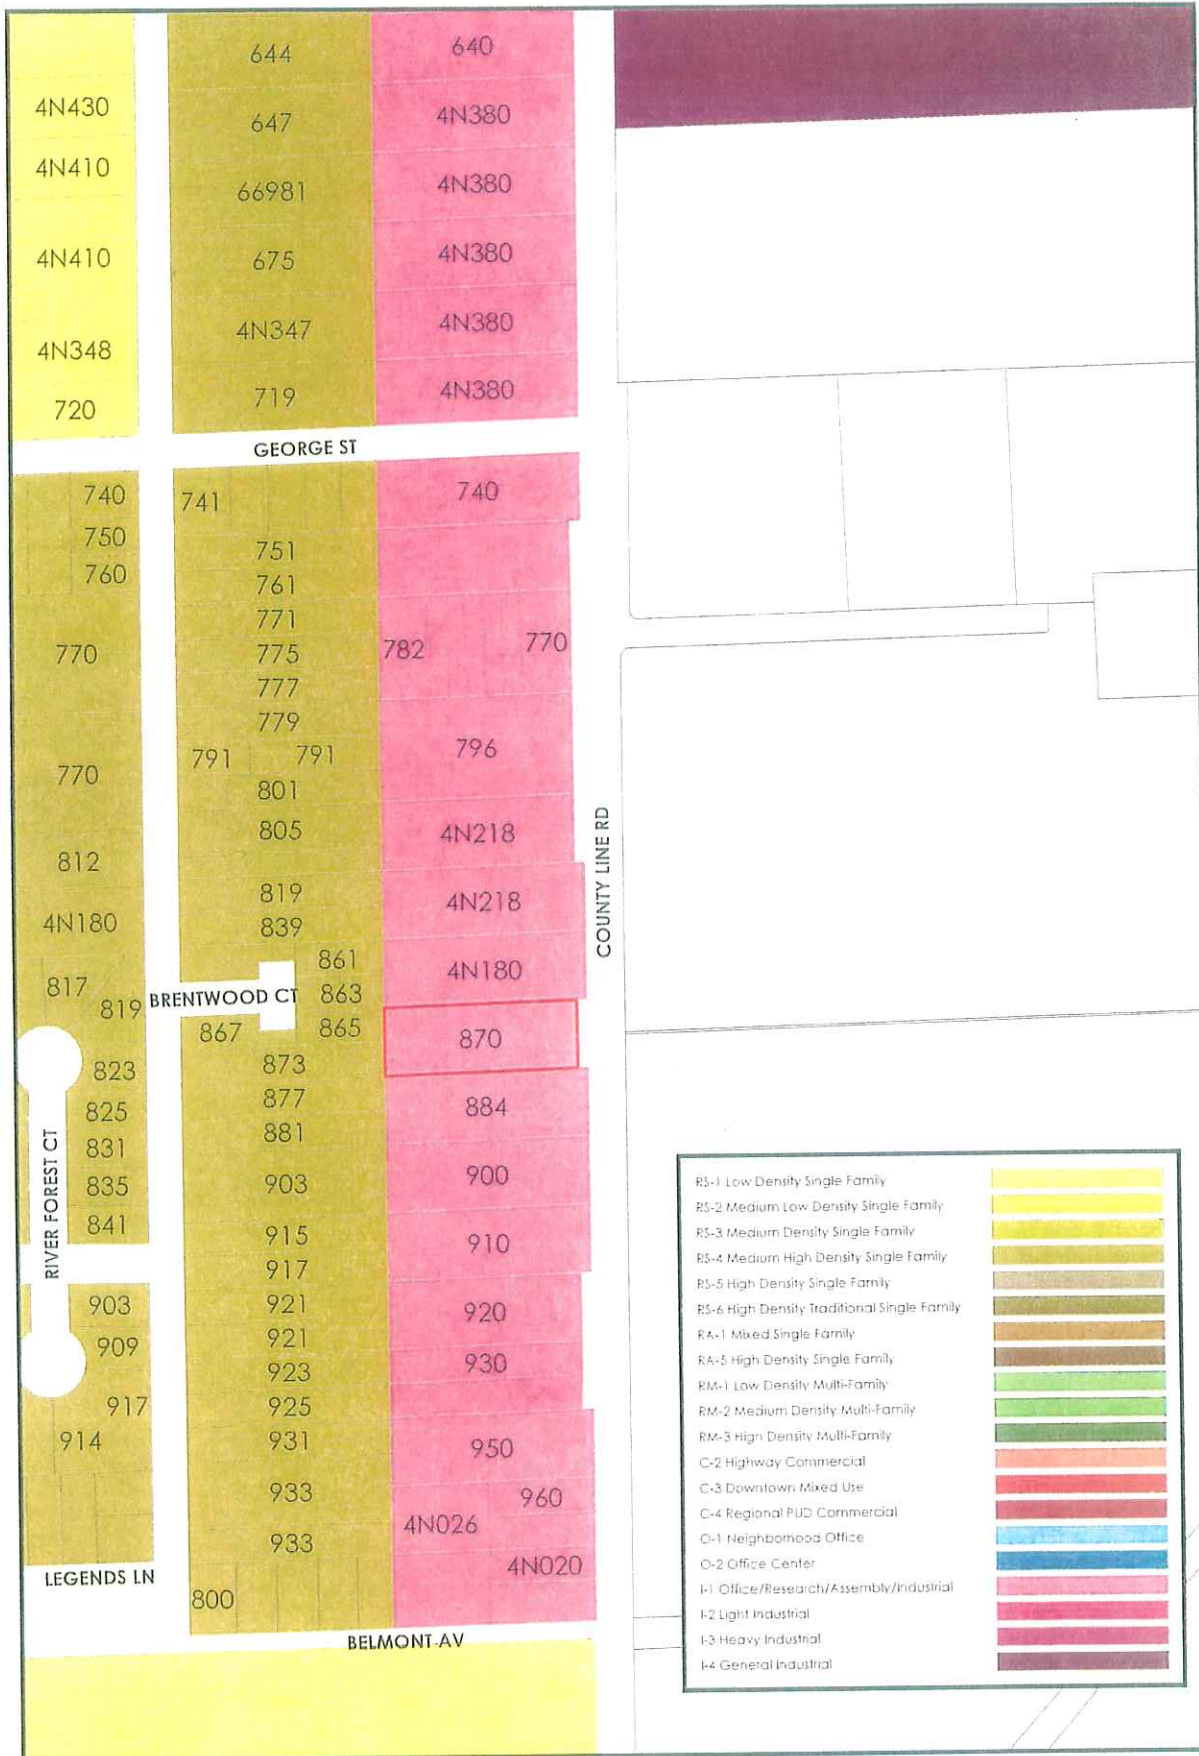 644
640
4N430
647
4N380
4N410
66981
4N380
4N410
675
4N380
4N348
4N347
4N380
720
719
4N380
GEORGE ST
740
741
740
750
751
760
761
771
770
775
782
770
777
779
791
791
796
770
801
805
4N218
812
819
4N218
4N180
839
861
4N180
817
BRENTWOOD CT
863
819
867
865
870
823
873
877
884
825
881
831
903
900
835
841
915
910
917
903
921
920
909
921
923
930
917
925
914
931
950
933
960
4N026
933
4N020
LEGENDS LN
800
BELMONT AV
COUNTY LINE RD
RIVER FOREST CT
RS-1 Low Density Single Family
RS-2 Medium Low Density Single Family
RS-3 Medium Density Single Family
RS-4 Medium High Density Single Family
RS-5 High Density Single Family
RS-6 High Density Traditional Single Family
RA-1 Mixed Single Family
RA-5 High Density Single Family
RM-1 Low Density Multi-Family
RM-2 Medium Density Multi-Family
RM-3 High Density Multi-Family
C-2 Highway Commercial
C-3 Downtown Mixed Use
C-4 Regional PUD Commercial
O-1 Neighborhood Office
O-2 Office Center
I-1 Office/Research/Assembly/Industrial
I-2 Light Industrial
I-3 Heavy Industrial
I-4 General Industrial